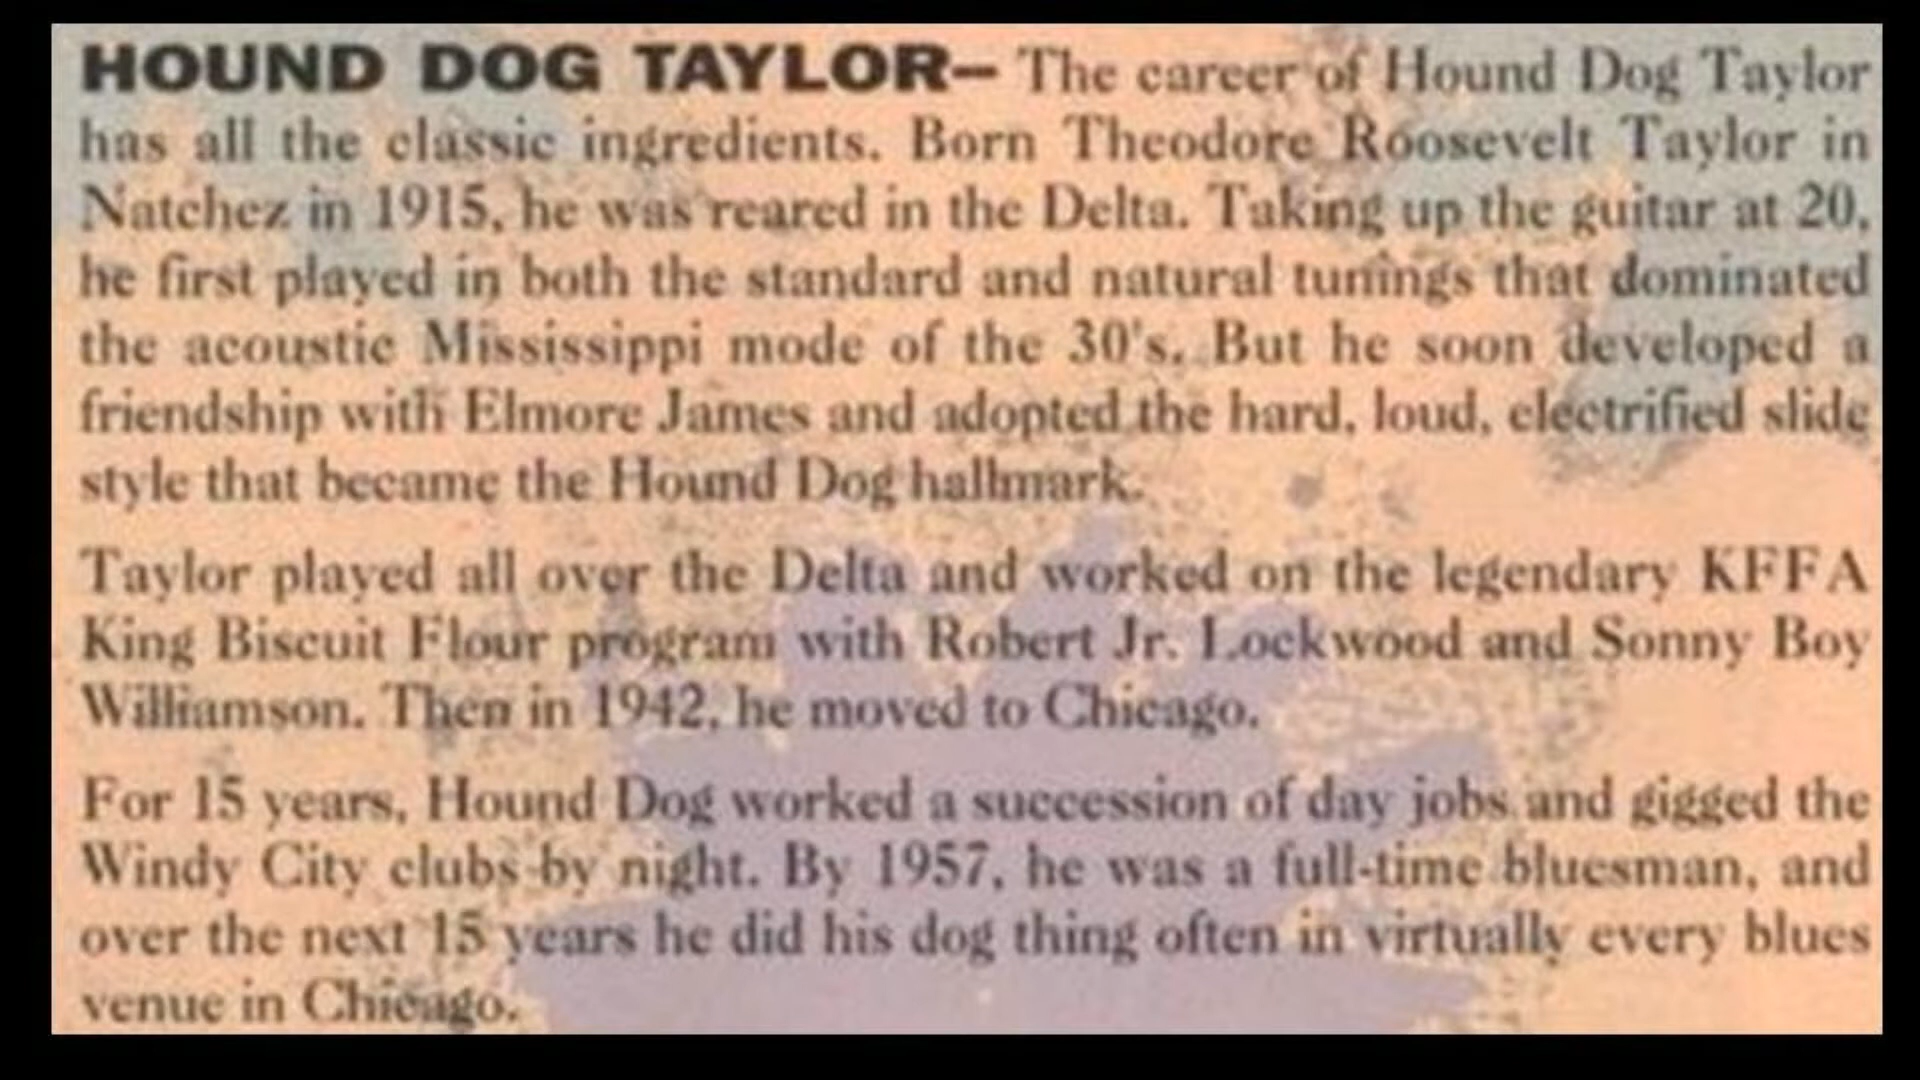 HOUND DOG TAYLOR– The career of Hound Dog Taylor
has all the classic ingredients. Born Theodore Roosevelt Taylor in
Natchez in 1915, he was reared in the Delta. Taking up the guitar at 20,
he first played in both the standard and natural tunings that dominated
the acoustic Mississippi mode of the 30's. But he soon developed a
friendship with Elmore James and adopted the hard, loud, electrified slide
style that became the Hound Dog hallmark.
Taylor played all over the Delta and worked on the legendary KFFA
King Biscuit Flour program with Robert Jr. Lockwood and Sonny Boy
Williamson. Then in 1942, he moved to Chicago.
For 15 years, Hound Dog worked a succession of day jobs and gigged the
Windy City clubs by night. By 1957, he was a full-time bluesman, and
over the next 15 years he did his dog thing often in virtually every blues
venue in Chicago.